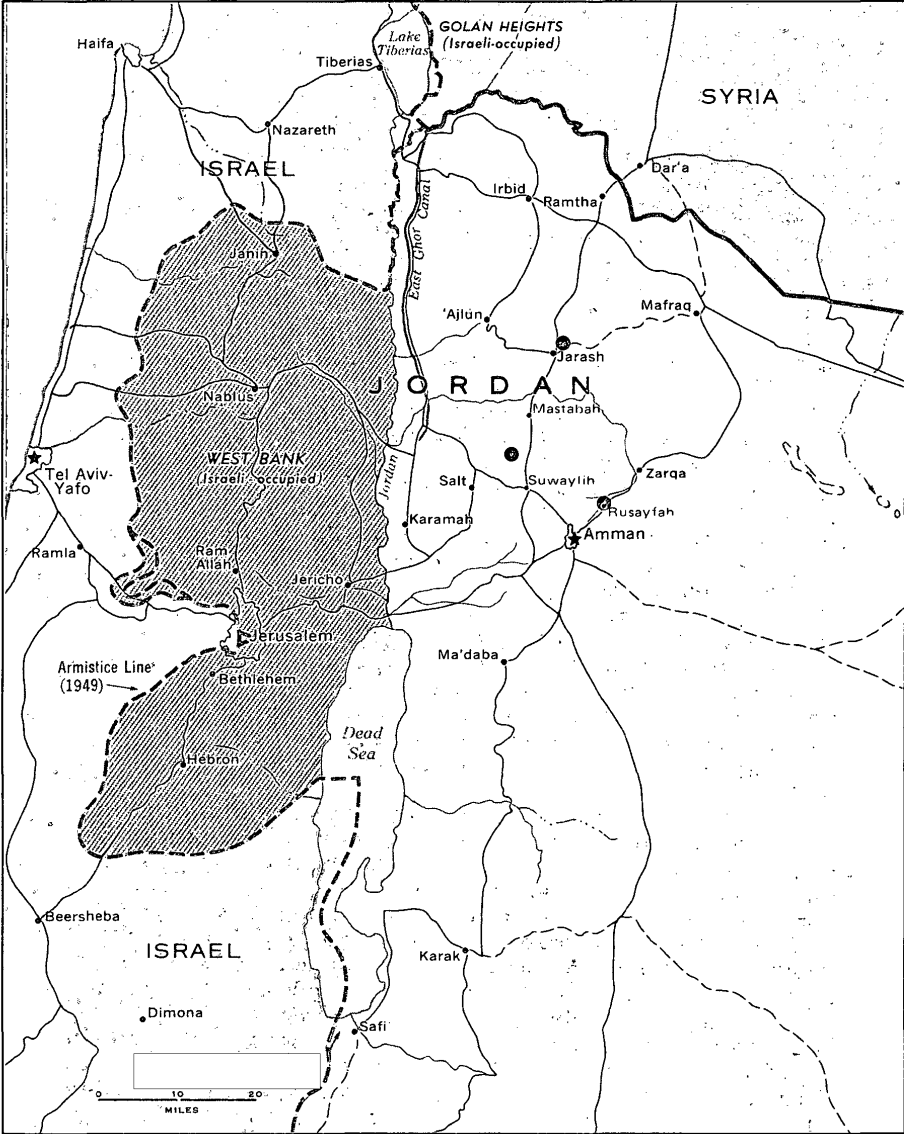 GOLAN HEIGHTS
(Israeli-occupied)
Lake
Tiberias
Haifa
Tiberias
SYRIA
Nazareth
ISRAEL
Dar'a
Irbid
Ramtha
East Ghor Canal
Janin
'Ajlūn
Mafraq
Jarash
JORDAN
Nablus
Mastabah
WEST BANK
(Israeli-occupied)
Jordan
Tel Aviv-
Yafo
Salt
Suwaylih
Zarqa
Karamah
Rusayfah
Amman
Ramla
Ram
Allah
Jericho
Jerusalem
Ma'daba
Armistice Line
(1949)
Bethlehem
Dead
Sea
Hebron
Beersheba
ISRAEL
Karak
Dimona
Safi
0 10 20
MILES